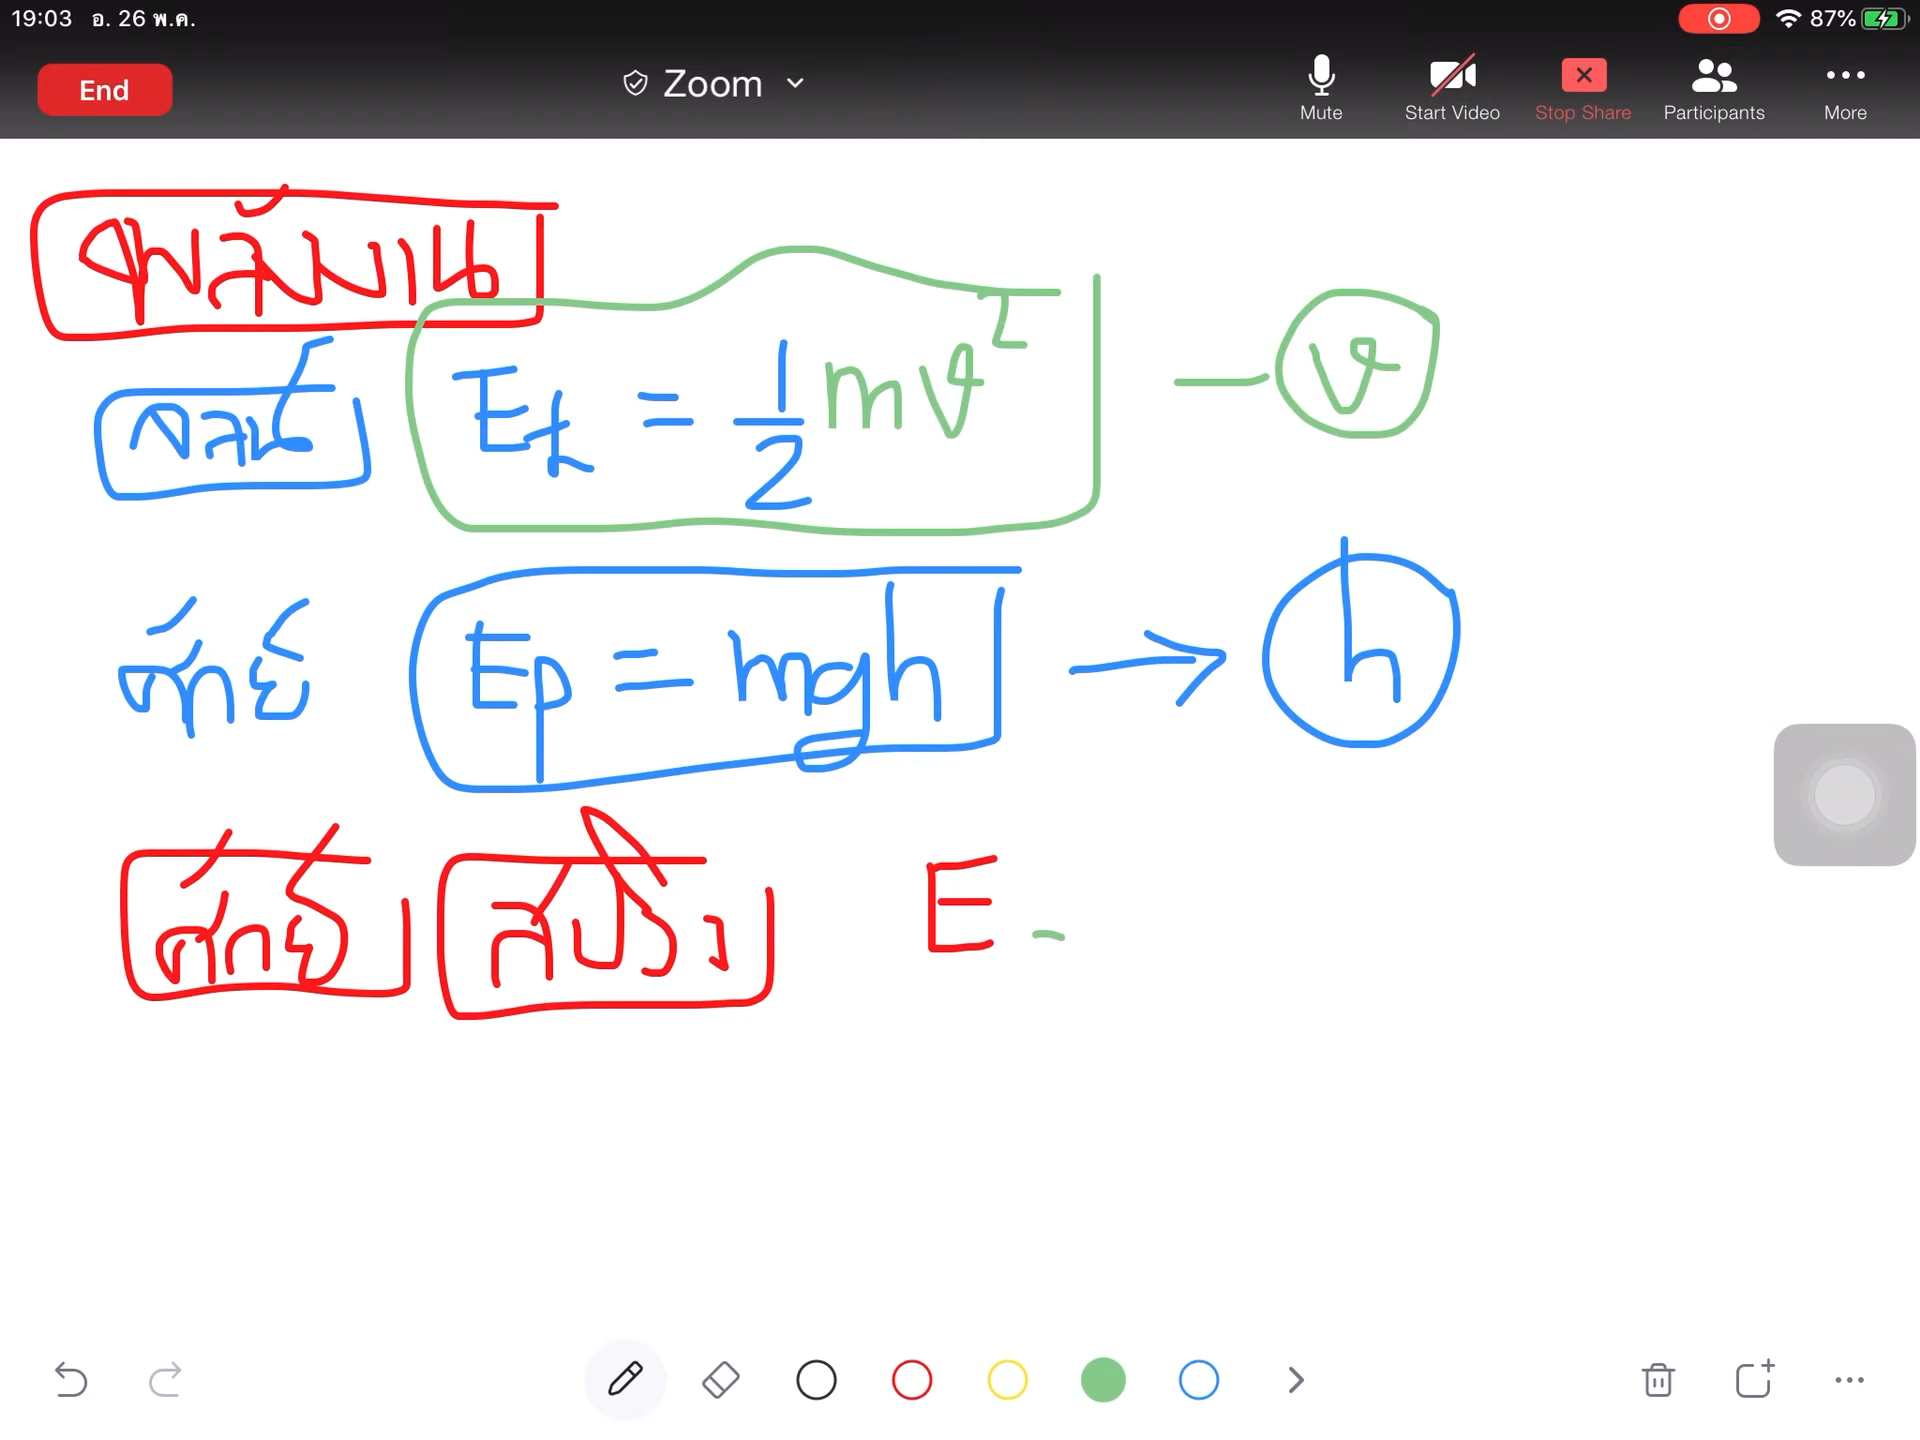 19:03 อ. 26 พ.ค. 87%
End Zoom Mute Start Video Stop Share Participants More
พลังงาน
จลน์ Ek = 1/2 mv² — v
ศักย์ Ep = mgh → h
ศักย์ สปริง E -